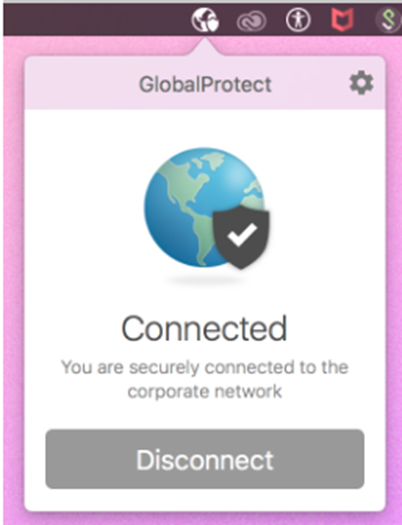 GlobalProtect
Connected
You are securely connected to the
corporate network
Disconnect